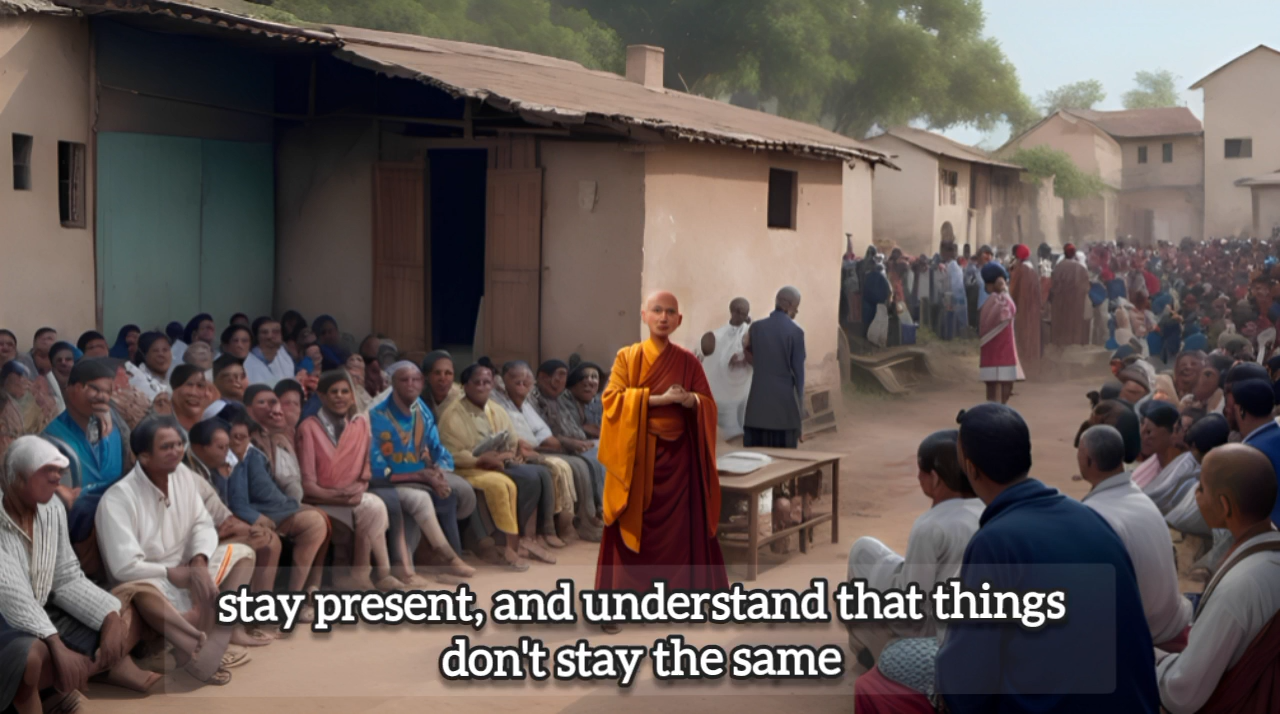 stay present, and understand that things
don't stay the same